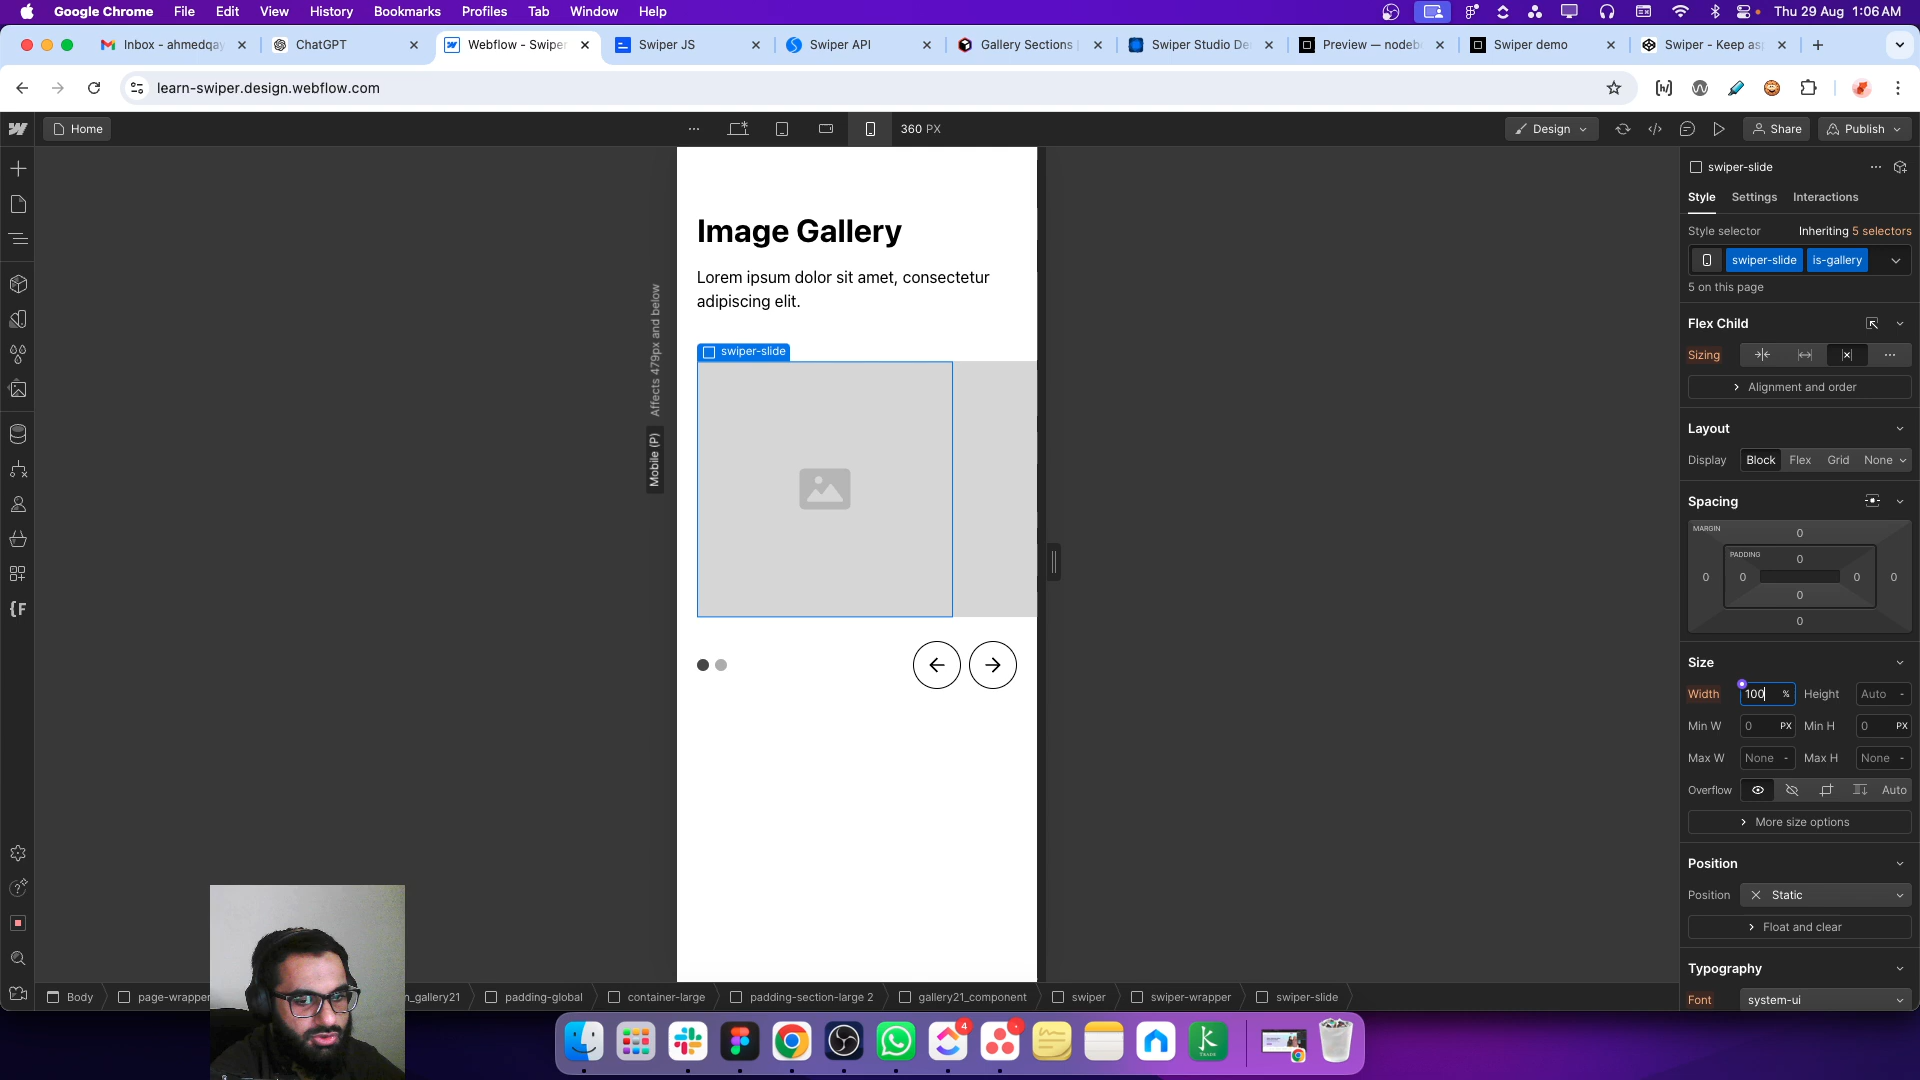 Google Chrome File Edit View History Bookmarks Profiles Tab Window Help Thu 29 Aug 1:06 AM
Inbox - ahmedqay ChatGPT Webflow - Swiper Swiper JS Swiper API Gallery Sections Swiper Studio De Preview — nodeb Swiper demo Swiper - Keep as
learn-swiper.design.webflow.com
Home 360 PX Design Share Publish
swiper-slide
Style Settings Interactions
Style selector Inheriting 5 selectors
swiper-slide is-gallery
5 on this page
Image Gallery
Lorem ipsum dolor sit amet, consectetur
adipiscing elit.
Affects 479px and below
Mobile (P)
swiper-slide
Flex Child
Sizing
Alignment and order
Layout
Display Block Flex Grid None
Spacing
MARGIN
0
PADDING
0
0 0 0 0
0
0
Size
Width 100 % Height Auto -
Min W 0 PX Min H 0 PX
Max W None - Max H None -
Overflow Auto
More size options
Position
Position Static
Float and clear
Typography
Font system-ui
Body page-wrapper n_gallery21 padding-global container-large padding-section-large 2 gallery21_component swiper swiper-wrapper swiper-slide
4